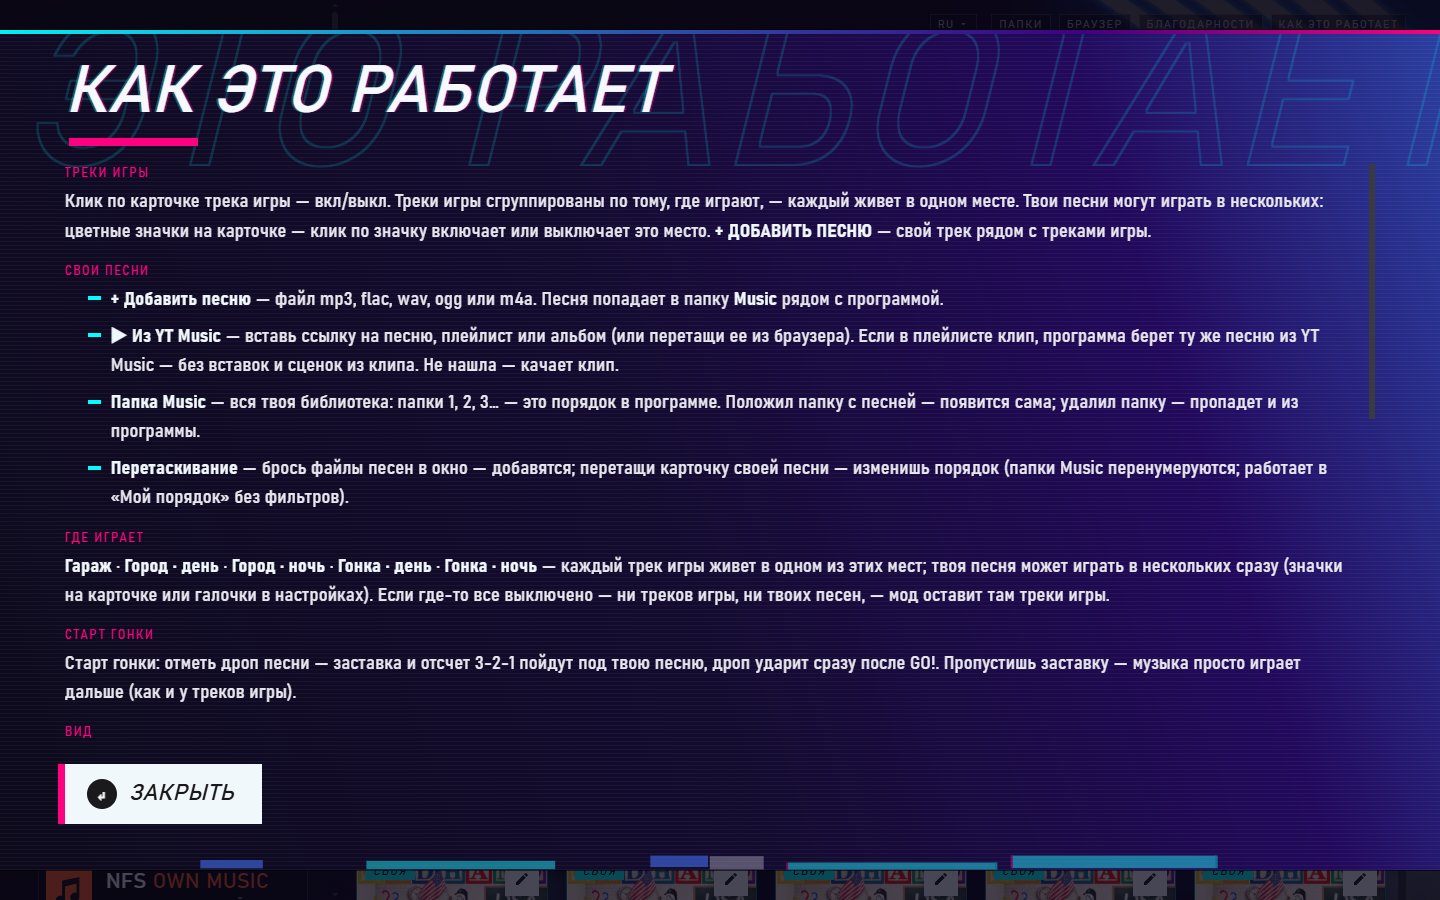 RU
ПАПКИ
БРАУЗЕР
БЛАГОДАРНОСТИ
КАК ЭТО РАБОТАЕТ
ЭТО РАБОТАЕТ
КАК ЭТО РАБОТАЕТ
ТРЕКИ ИГРЫ
Клик по карточке трека игры — вкл/выкл. Треки игры сгруппированы по тому, где играют, — каждый живет в одном месте. Твои песни могут играть в нескольких:
цветные значки на карточке — клик по значку включает или выключает это место. + ДОБАВИТЬ ПЕСНЮ — свой трек рядом с треками игры.
СВОИ ПЕСНИ
+ Добавить песню — файл mp3, flac, wav, ogg или m4a. Песня попадает в папку Music рядом с программой.
▶ Из YT Music — вставь ссылку на песню, плейлист или альбом (или перетащи ее из браузера). Если в плейлисте клип, программа берет ту же песню из YT
Music — без вставок и сценок из клипа. Не нашла — качает клип.
Папка Music — вся твоя библиотека: папки 1, 2, 3… — это порядок в программе. Положил папку с песней — появится сама; удалил папку — пропадет и из
программы.
Перетаскивание — брось файлы песен в окно — добавятся; перетащи карточку своей песни — изменишь порядок (папки Music перенумеруются; работает в
«Мой порядок» без фильтров).
ГДЕ ИГРАЕТ
Гараж · Город · день · Город · ночь · Гонка · день · Гонка · ночь — каждый трек игры живет в одном из этих мест; твоя песня может играть в нескольких сразу (значки
на карточке или галочки в настройках). Если где-то все выключено — ни треков игры, ни твоих песен, — мод оставит там треки игры.
СТАРТ ГОНКИ
Старт гонки: отметь дроп песни — заставка и отсчет 3-2-1 пойдут под твою песню, дроп ударит сразу после GO!. Пропустишь заставку — музыка просто играет
дальше (как и у треков игры).
ВИД
ЗАКРЫТЬ
NFS OWN MUSIC
СВОЯ
СВОЯ
СВОЯ
СВОЯ
СВОЯ